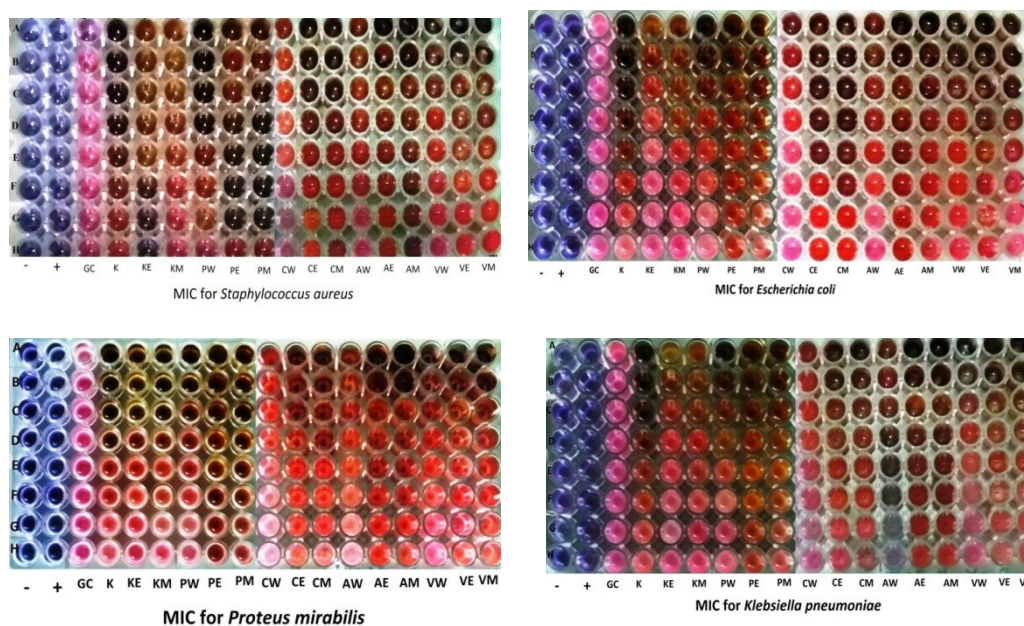 A
B
C
D
E
F
G
H
- + GC K KE KM PW PE PM CW CE CM AW AE AM VW VE VM
MIC for Staphylococcus aureus
A
B
D
E
G
- + GC K KE KM PW PE PM CW CE CM AW AE AM VW VE VM
MIC for Escherichia coli
A
B
C
D
E
F
G
H
- + GC K KE KM PW PE PM CW CE CM AW AE AM VW VE VM
MIC for Proteus mirabilis
A
B
D
E
F
G
H
- + GC K KE KM PW PE PM CW CE CM AW AE AM VW VE
MIC for Klebsiella pneumoniae